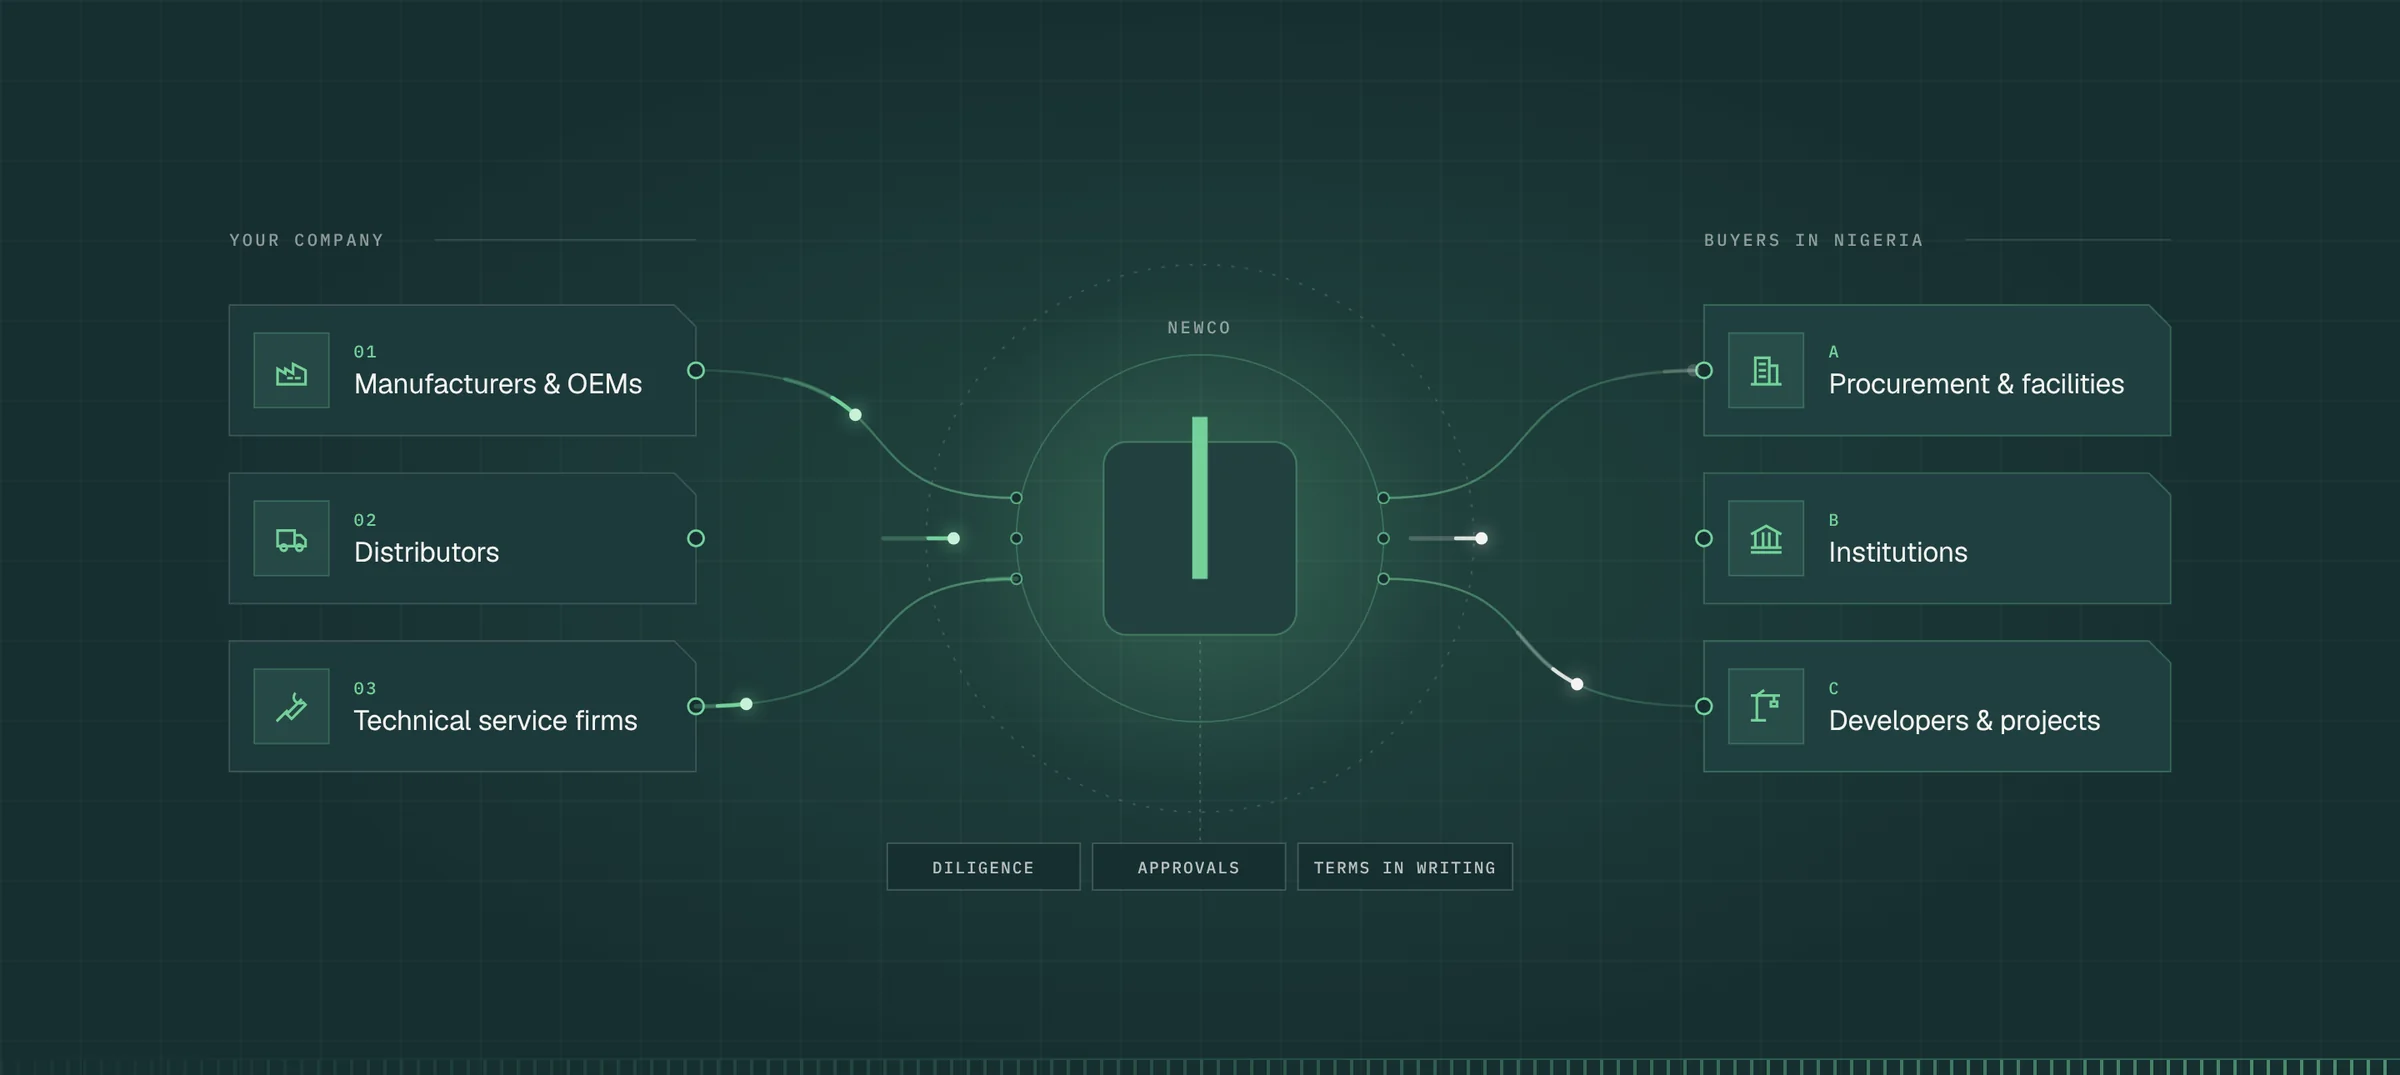 YOUR COMPANY
01
Manufacturers & OEMs
02
Distributors
03
Technical service firms
NEWCO
DILIGENCE
APPROVALS
TERMS IN WRITING
BUYERS IN NIGERIA
A
Procurement & facilities
B
Institutions
C
Developers & projects